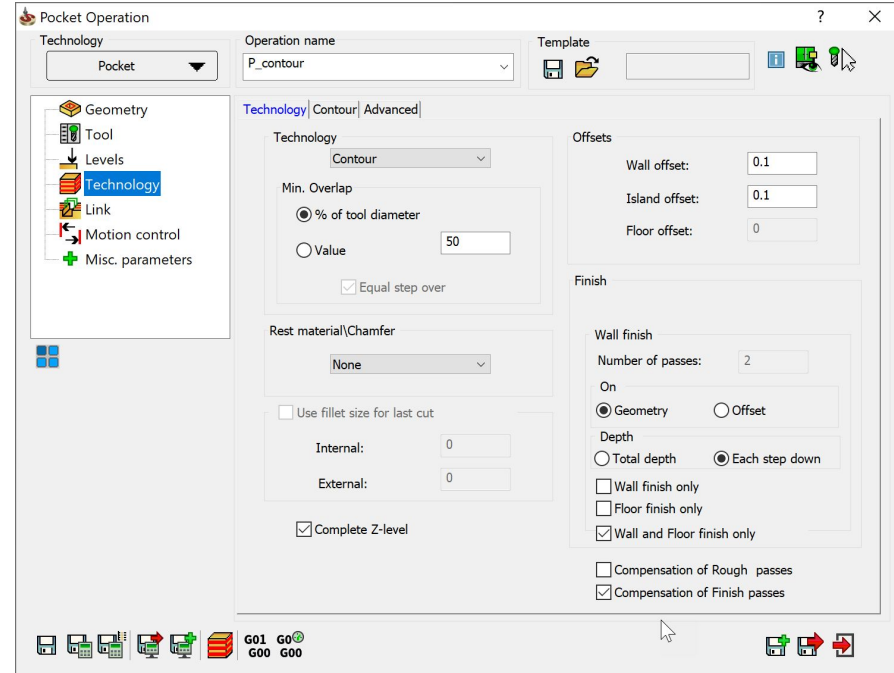 Pocket Operation
?
Technology
Operation name
Template
Pocket
P_contour
Geometry
Tool
Levels
Technology
Link
Motion control
Misc. parameters
Technology Contour Advanced
Technology
Contour
Min. Overlap
% of tool diameter
Value
50
Equal step over
Rest material\Chamfer
None
Use fillet size for last cut
Internal:
0
External:
0
Complete Z-level
Offsets
Wall offset:
0.1
Island offset:
0.1
Floor offset:
0
Finish
Wall finish
Number of passes:
2
On
Geometry
Offset
Depth
Total depth
Each step down
Wall finish only
Floor finish only
Wall and Floor finish only
Compensation of Rough passes
Compensation of Finish passes
G01 G0
G00 G00